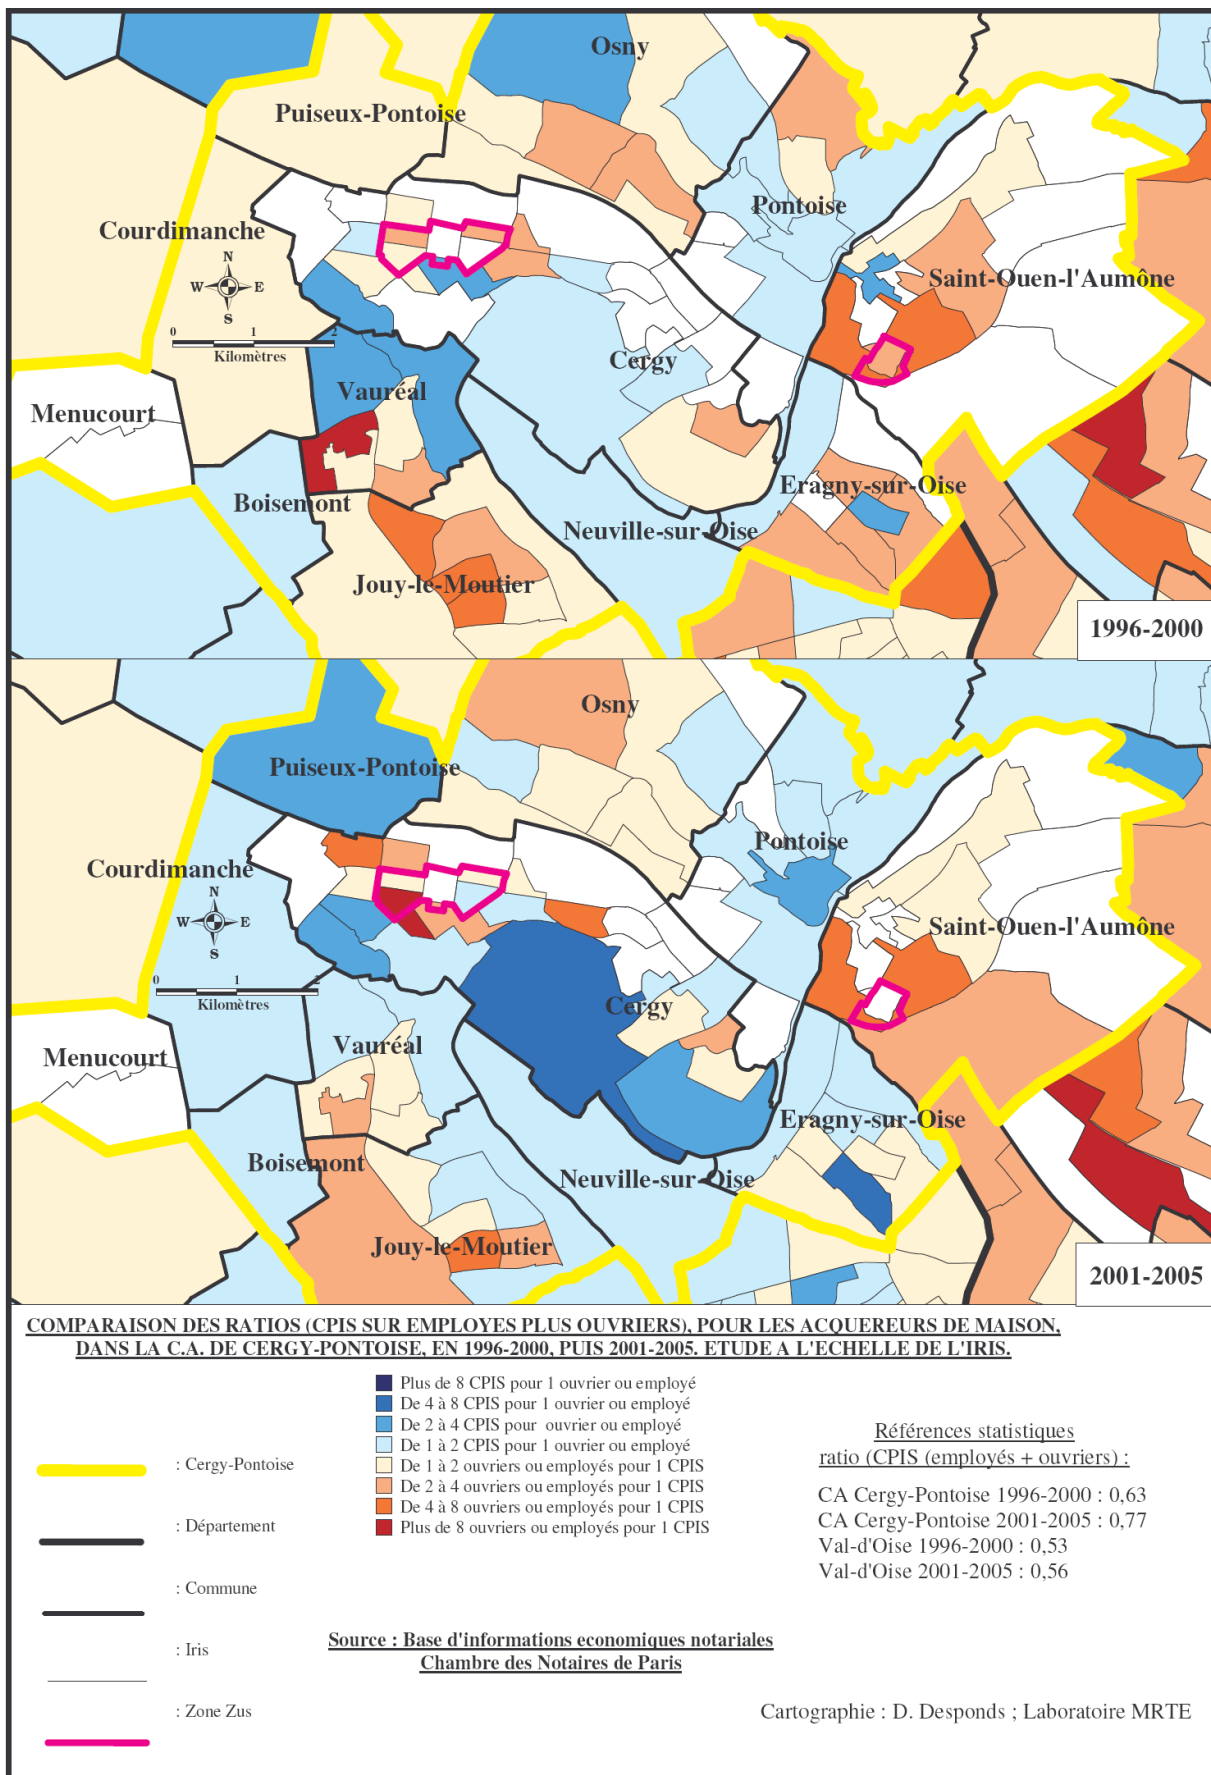 Osny
Puiseux-Pontoise
Pontoise
Courdimanche
N
W E
S
0 1 2
Kilomètres
Saint-Ouen-l'Aumône
Cergy
Vauréal
Menucourt
Eragny-sur-Oise
Boisemont
Neuville-sur-Oise
Jouy-le-Moutier
1996-2000
Osny
Puiseux-Pontoise
Pontoise
Courdimanche
N
W E
S
0 1 2
Kilomètres
Saint-Ouen-l'Aumône
Cergy
Vauréal
Menucourt
Eragny-sur-Oise
Boisemont
Neuville-sur-Oise
Jouy-le-Moutier
2001-2005
COMPARAISON DES RATIOS (CPIS SUR EMPLOYES PLUS OUVRIERS), POUR LES ACQUEREURS DE MAISON,
DANS LA C.A. DE CERGY-PONTOISE, EN 1996-2000, PUIS 2001-2005. ETUDE A L'ECHELLE DE L'IRIS.
Plus de 8 CPIS pour 1 ouvrier ou employé
De 4 à 8 CPIS pour 1 ouvrier ou employé
De 2 à 4 CPIS pour ouvrier ou employé
De 1 à 2 CPIS pour 1 ouvrier ou employé
De 1 à 2 ouvriers ou employés pour 1 CPIS
De 2 à 4 ouvriers ou employés pour 1 CPIS
De 4 à 8 ouvriers ou employés pour 1 CPIS
Plus de 8 ouvriers ou employés pour 1 CPIS
Références statistiques
ratio (CPIS (employés + ouvriers) :
CA Cergy-Pontoise 1996-2000 : 0,63
CA Cergy-Pontoise 2001-2005 : 0,77
Val-d'Oise 1996-2000 : 0,53
Val-d'Oise 2001-2005 : 0,56
: Cergy-Pontoise
: Département
: Commune
: Iris
: Zone Zus
Source : Base d'informations economiques notariales
Chambre des Notaires de Paris
Cartographie : D. Desponds ; Laboratoire MRTE